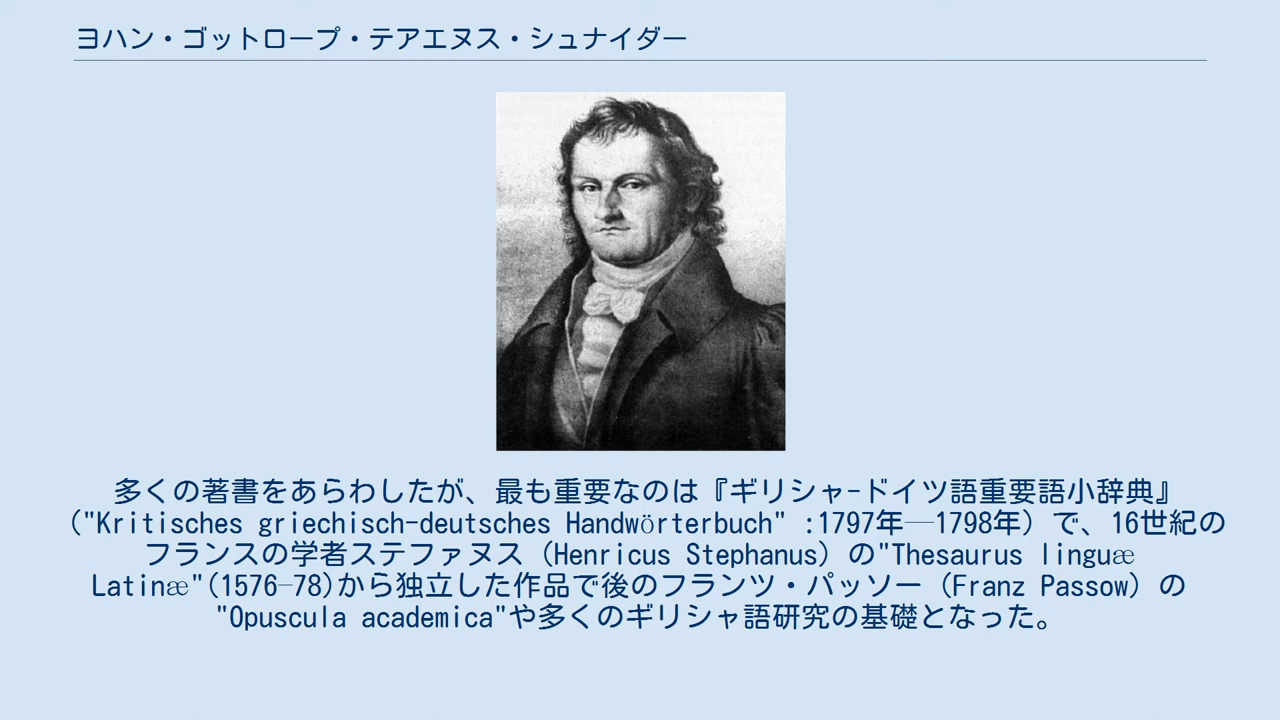 ヨハン・ゴットロープ・テアエヌス・シュナイダー
多くの著書をあらわしたが、最も重要なのは『ギリシャ-ドイツ語重要語小辞典』
("Kritisches griechisch-deutsches Handwörterbuch" :1797年—1798年）で、16世紀の
フランスの学者ステファヌス（Henricus Stephanus）の"Thesaurus linguæ
Latinæ"(1576–78)から独立した作品で後のフランツ・パッソー（Franz Passow）の
"Opuscula academica"や多くのギリシャ語研究の基礎となった。